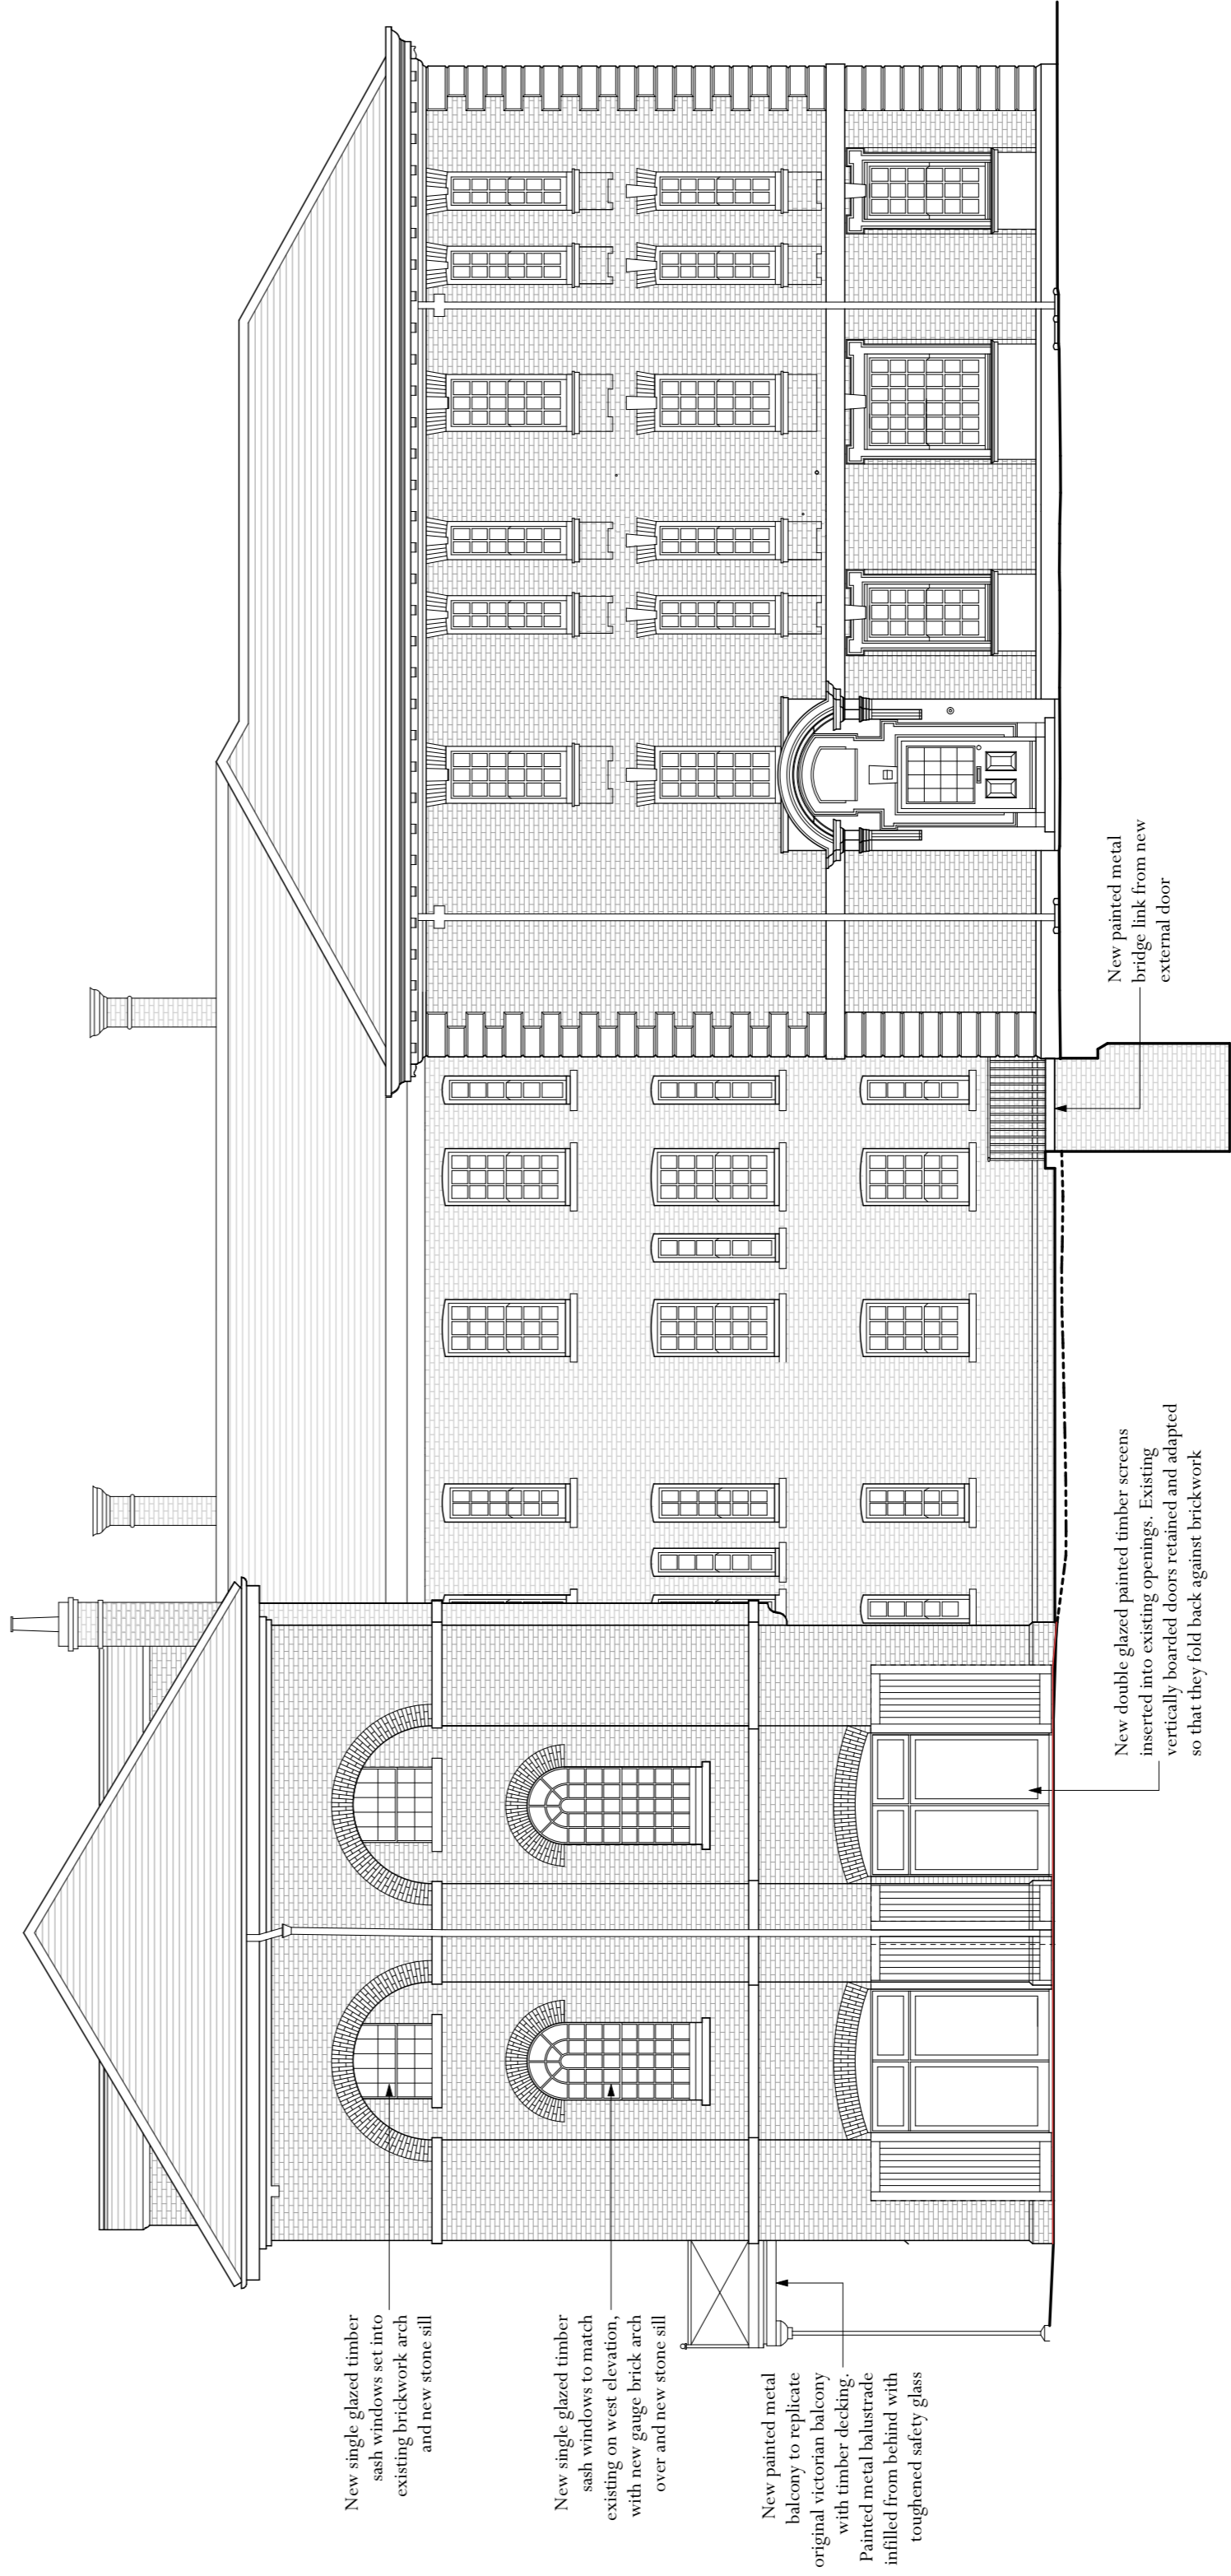 New single glazed timber
sash windows set into
existing brickwork arch
and new stone sill
New single glazed timber
sash windows to match
existing on west elevation,
with new gauge brick arch
over and new stone sill
New painted metal
balcony to replicate
original victorian balcony
with timber decking.
Painted metal balustrade
infilled from behind with
toughened safety glass
New double glazed painted timber screens
inserted into existing openings. Existing
vertically boarded doors retained and adapted
so that they fold back against brickwork
New painted metal
bridge link from new
external door